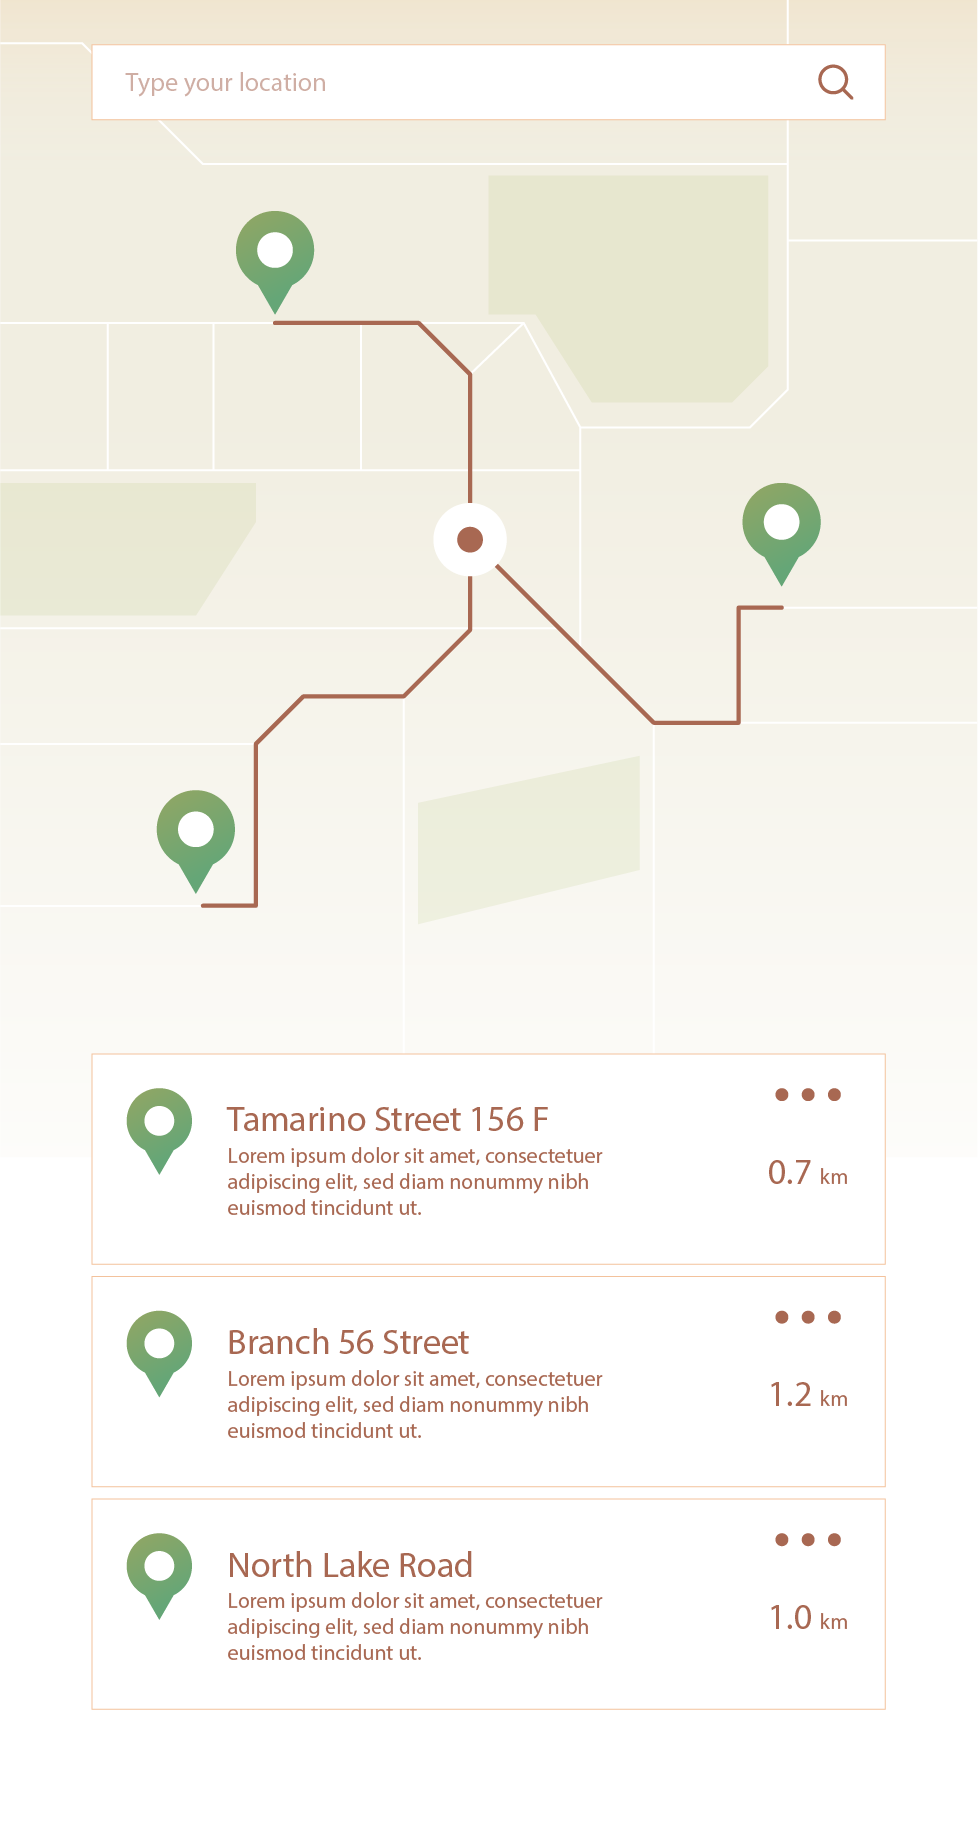 Type your location
Tamarino Street 156 F
Lorem ipsum dolor sit amet, consectetuer
adipiscing elit, sed diam nonummy nibh
euismod tincidunt ut.
0.7 km
Branch 56 Street
Lorem ipsum dolor sit amet, consectetuer
adipiscing elit, sed diam nonummy nibh
euismod tincidunt ut.
1.2 km
North Lake Road
Lorem ipsum dolor sit amet, consectetuer
adipiscing elit, sed diam nonummy nibh
euismod tincidunt ut.
1.0 km